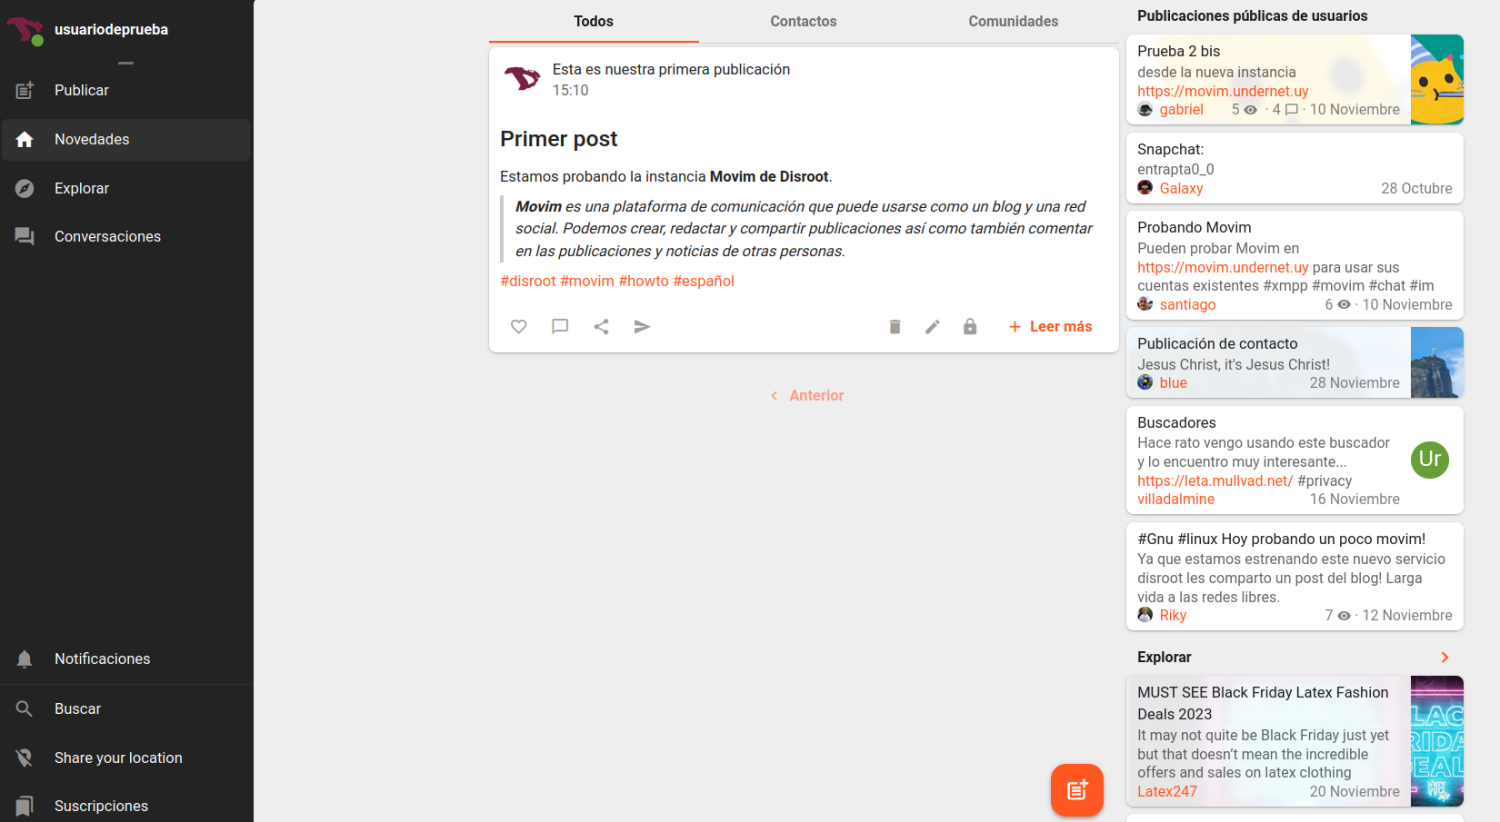 usuariodeprueba
Publicar
Novedades
Explorar
Conversaciones
Notificaciones
Buscar
Share your location
Suscripciones
Todos
Contactos
Comunidades
Esta es nuestra primera publicación
15:10
Primer post
Estamos probando la instancia Movim de Disroot.
Movim es una plataforma de comunicación que puede usarse como un blog y una red
social. Podemos crear, redactar y compartir publicaciones así como también comentar
en las publicaciones y noticias de otras personas.
#disroot #movim #howto #español
+ Leer más
Anterior
Publicaciones públicas de usuarios
Prueba 2 bis
desde la nueva instancia
https://movim.undernet.uy
gabriel 5 · 4 · 10 Noviembre
Snapchat:
entrapta0_0
Galaxy 28 Octubre
Probando Movim
Pueden probar Movim en
https://movim.undernet.uy para usar sus
cuentas existentes #xmpp #movim #chat #im
santiago 6 · 10 Noviembre
Publicación de contacto
Jesus Christ, it's Jesus Christ!
blue 28 Noviembre
Buscadores
Hace rato vengo usando este buscador
y lo encuentro muy interesante...
https://leta.mullvad.net/ #privacy
villadalmine 16 Noviembre
Ur
#Gnu #linux Hoy probando un poco movim!
Ya que estamos estrenando este nuevo servicio
disroot les comparto un post del blog! Larga
vida a las redes libres.
Riky 7 · 12 Noviembre
Explorar
MUST SEE Black Friday Latex Fashion
Deals 2023
It may not quite be Black Friday just yet
but that doesn't mean the incredible
offers and sales on latex clothing
Latex247 20 Noviembre